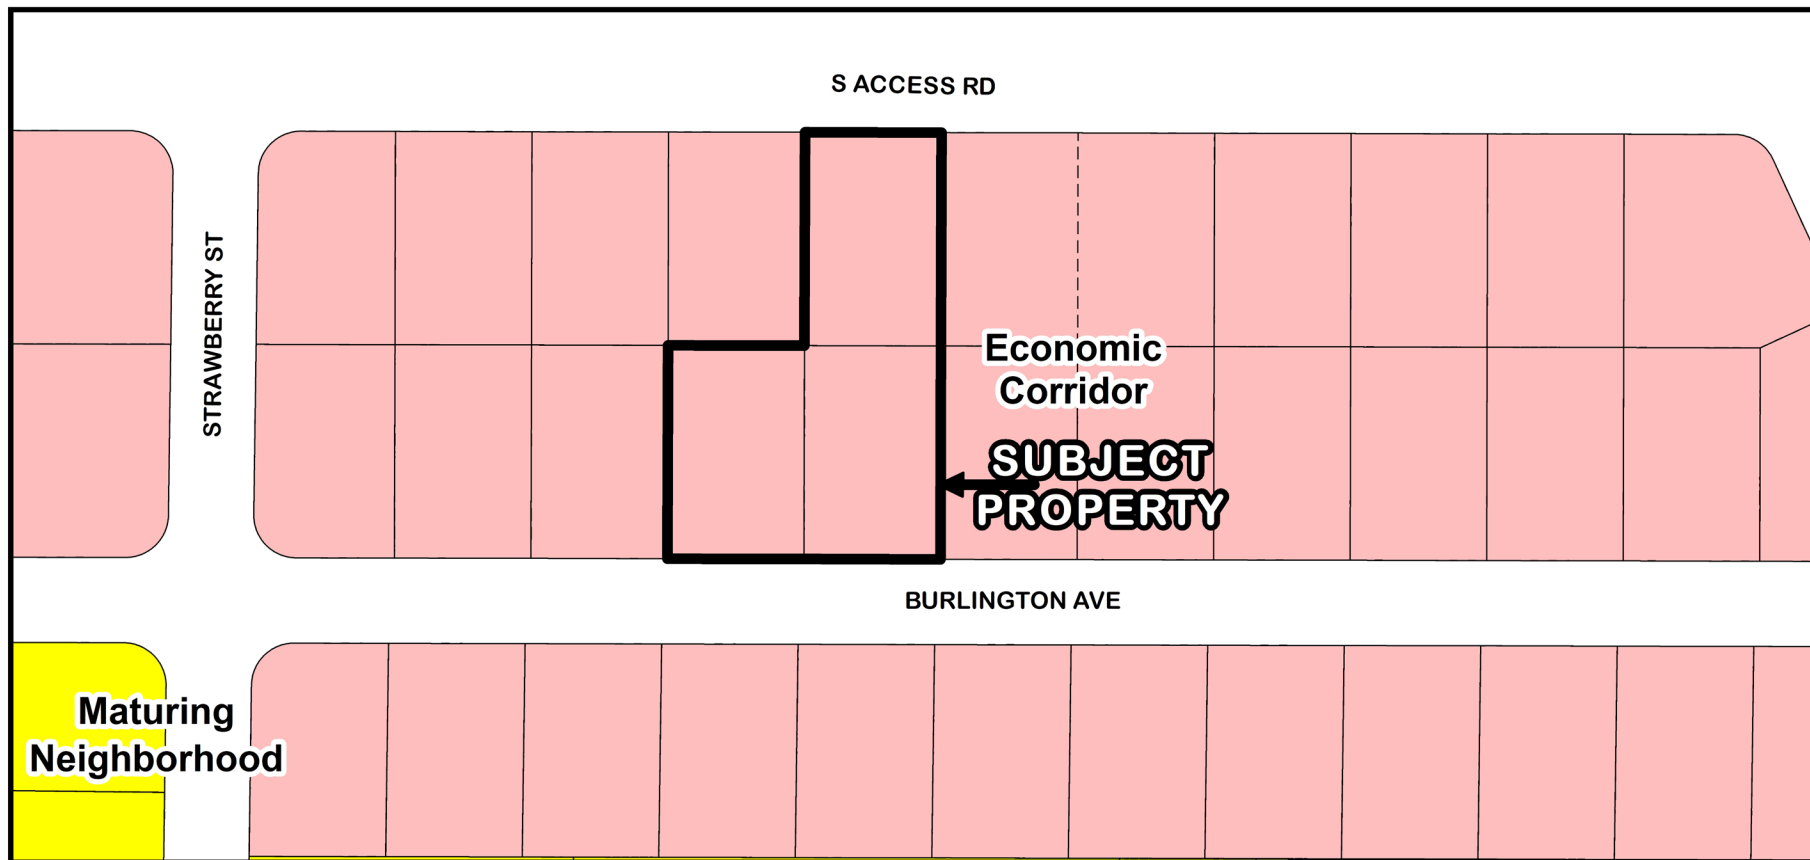 S ACCESS RD
STRAWBERRY ST
Economic
Corridor
SUBJECT
PROPERTY
BURLINGTON AVE
Maturing
Neighborhood